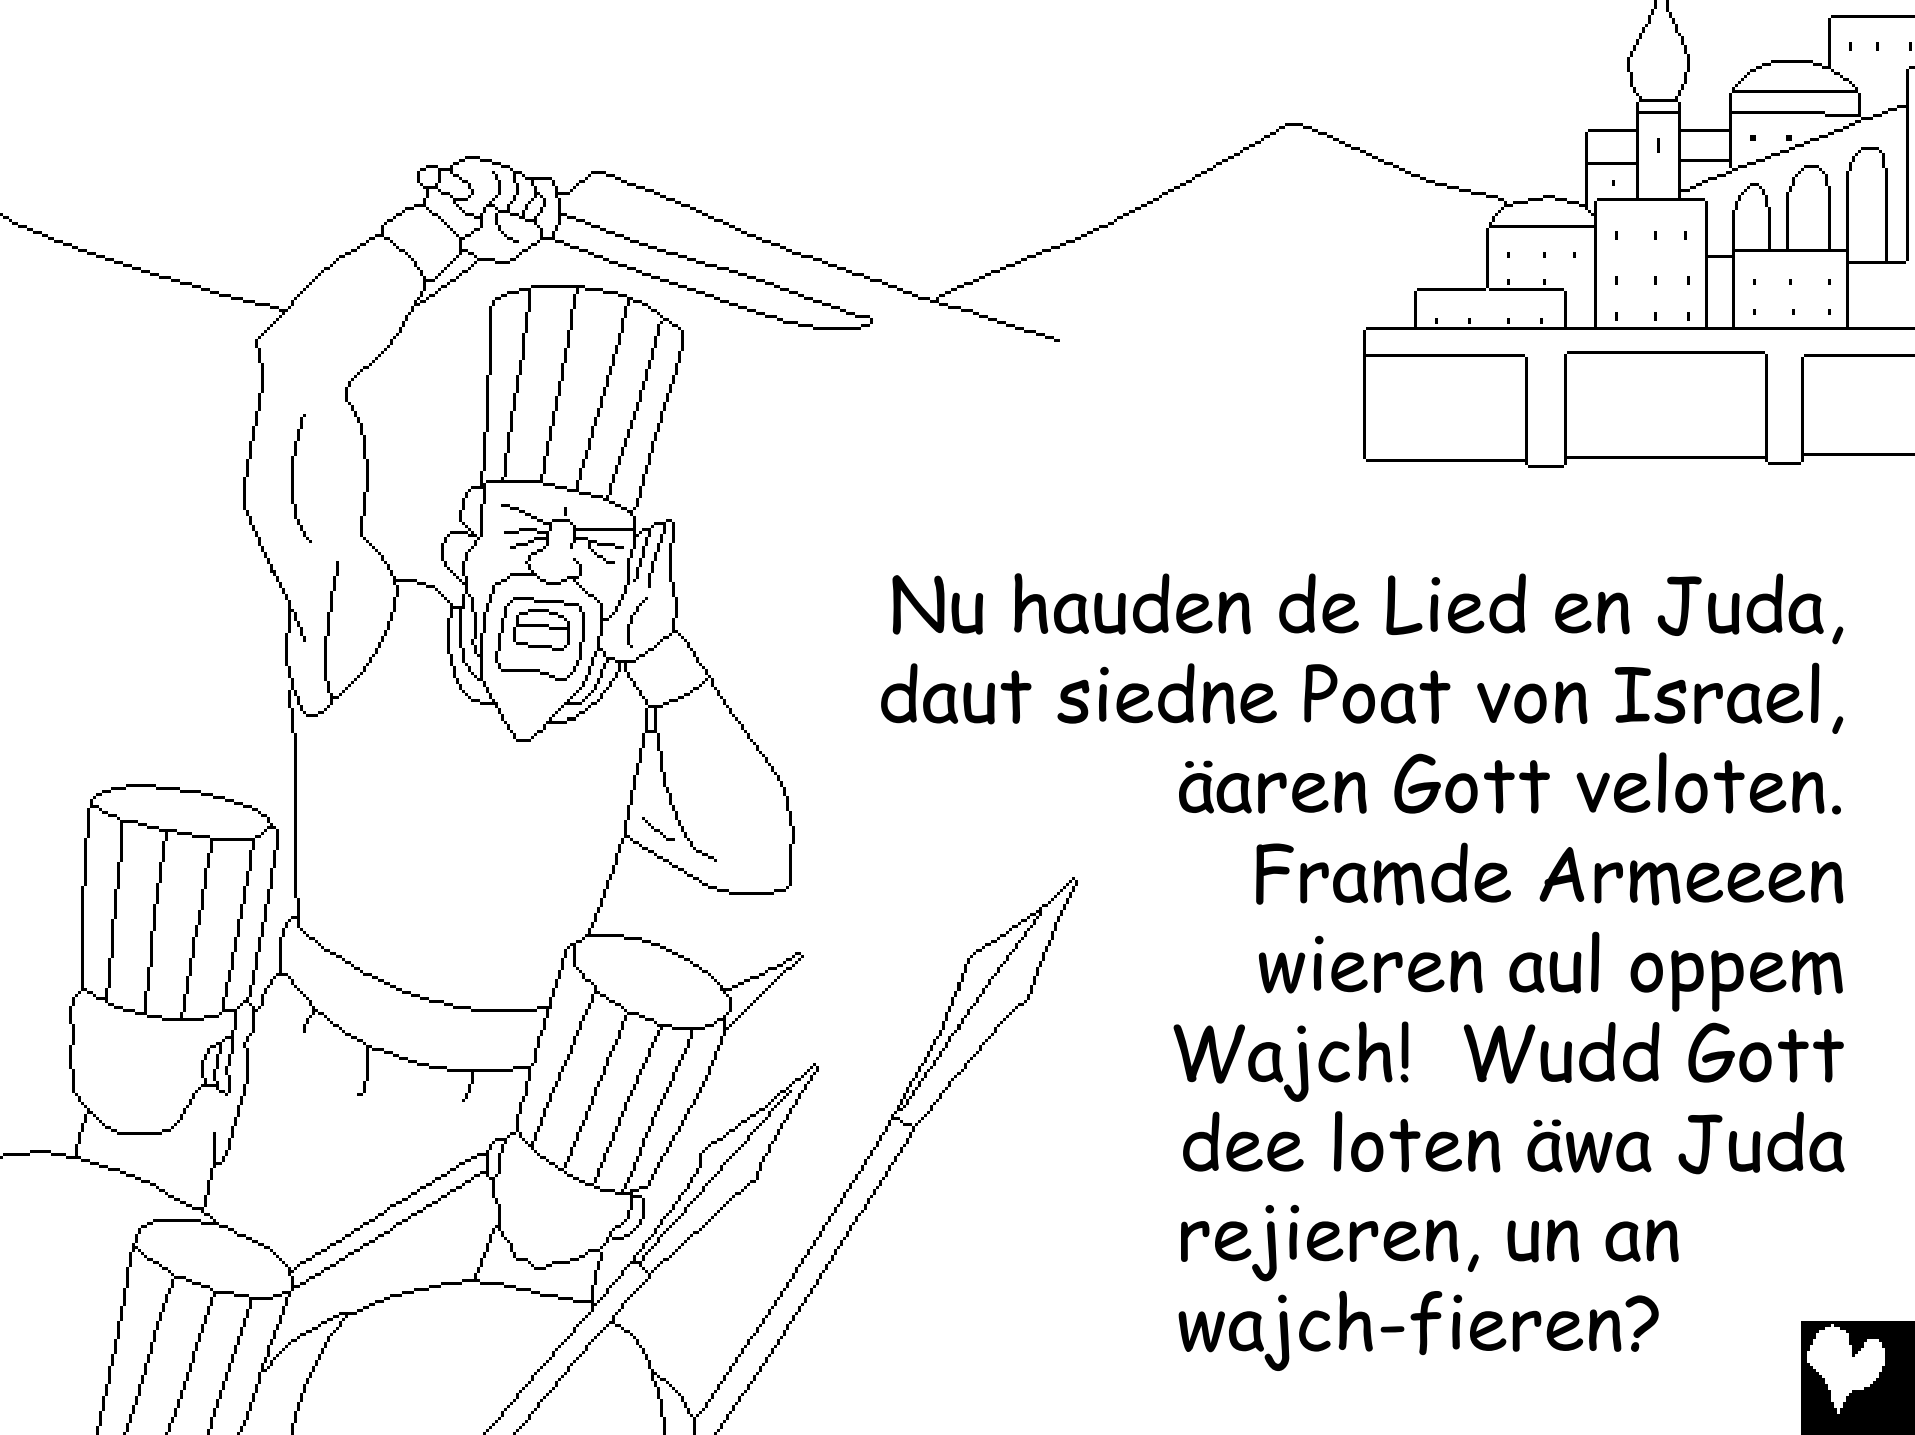 Nu hauden de Lied en Juda,
daut siedne Poat von Israel,
äaren Gott veloten.
Framde Armeeen
wieren aul oppem
Wajch!  Wudd Gott
dee loten äwa Juda
rejieren, un an
wajch-fieren?